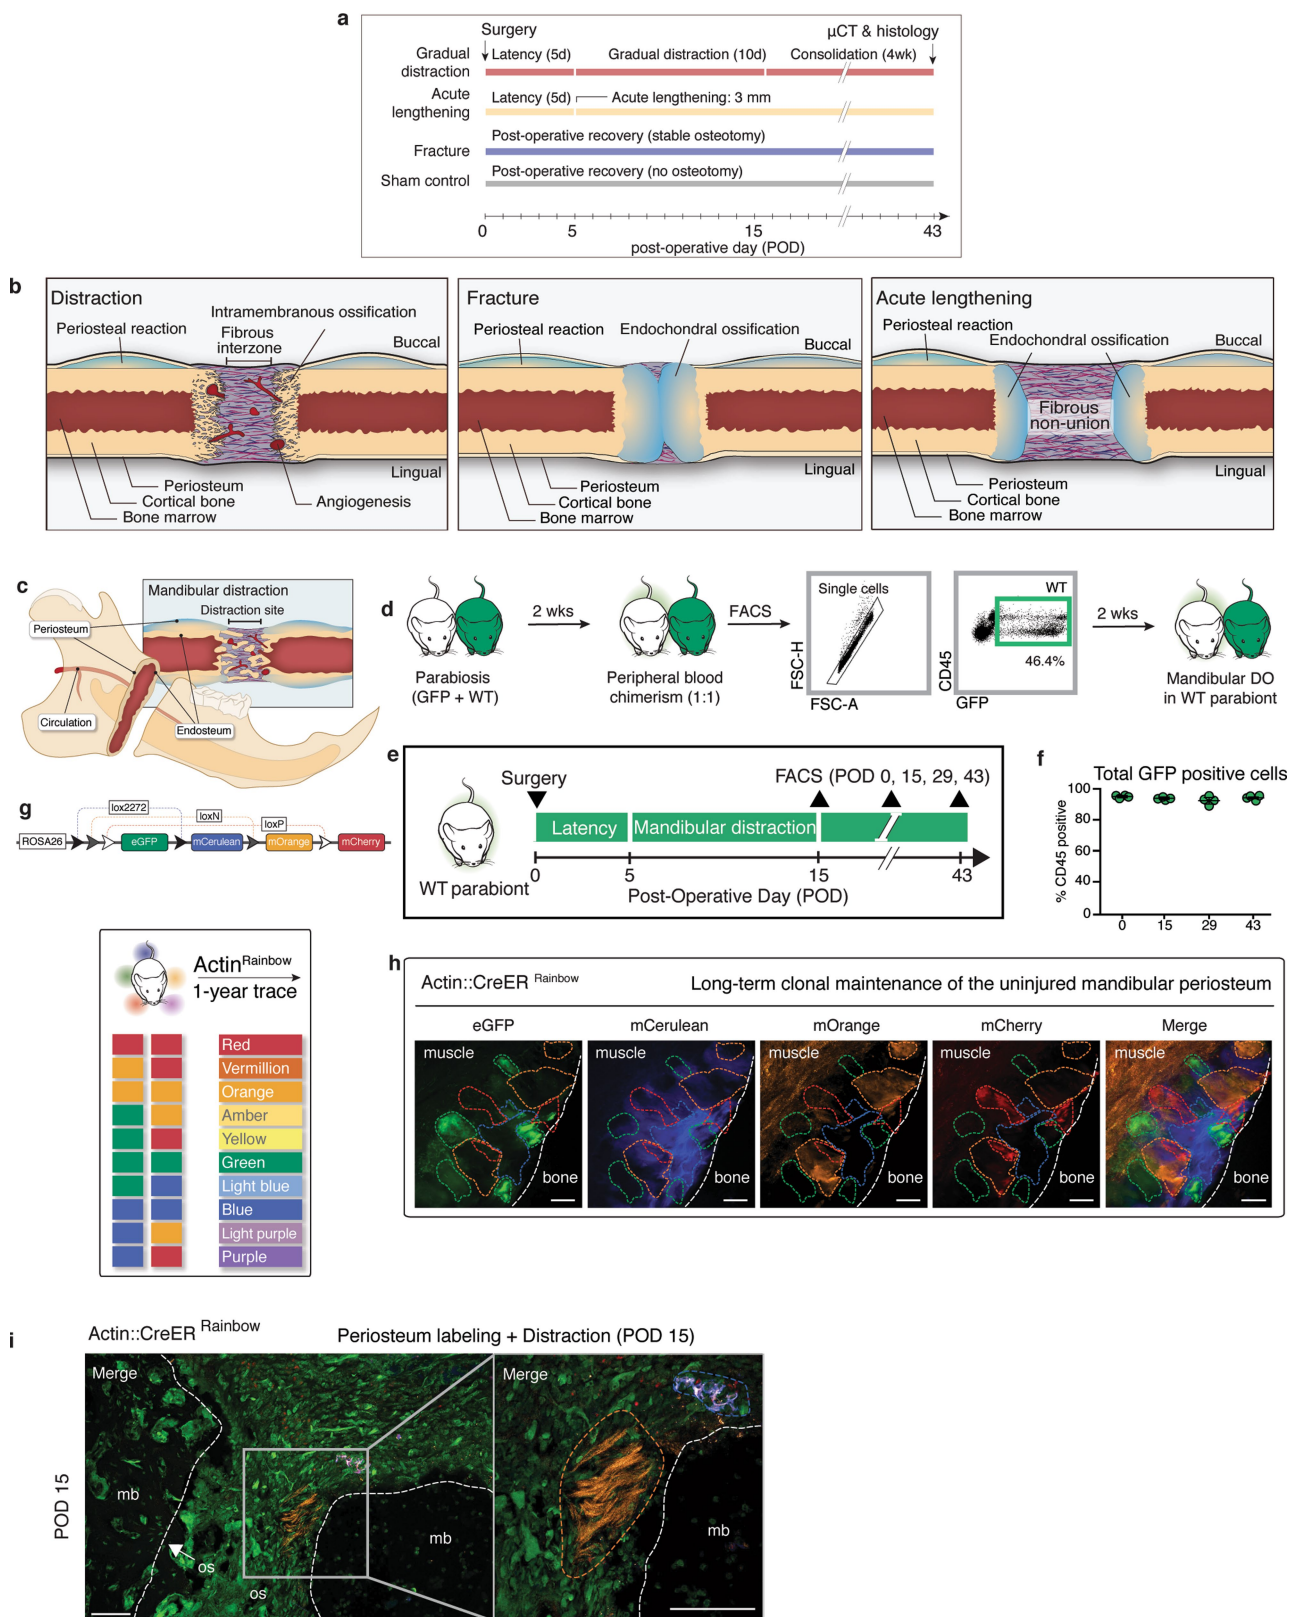 a
Surgery
μCT & histology
Gradual distraction
Latency (5d)
Gradual distraction (10d)
Consolidation (4wk)
Acute lengthening
Latency (5d)
Acute lengthening: 3 mm
Fracture
Post-operative recovery (stable osteotomy)
Sham control
Post-operative recovery (no osteotomy)
0 5 15 43
post-operative day (POD)
b
Distraction
Intramembranous ossification
Periosteal reaction
Fibrous
interzone
Buccal
Lingual
Periosteum
Cortical bone
Angiogenesis
Bone marrow
Fracture
Periosteal reaction
Endochondral ossification
Buccal
Lingual
Periosteum
Cortical bone
Bone marrow
Acute lengthening
Periosteal reaction
Endochondral ossification
Buccal
Fibrous
non-union
Lingual
Periosteum
Cortical bone
Bone marrow
c
Mandibular distraction
Distraction site
Periosteum
Circulation
Endosteum
d
2 wks
FACS
2 wks
Parabiosis
(GFP + WT)
Peripheral blood
chimerism (1:1)
Single cells
FSC-H
FSC-A
WT
46.4%
CD45
GFP
Mandibular DO
in WT parabiont
e
Surgery
FACS (POD 0, 15, 29, 43)
Latency
Mandibular distraction
WT parabiont
0 5 15 43
Post-Operative Day (POD)
f
Total GFP positive cells
% CD45 positive
100
80
60
40
0
0 15 29 43
g
lox2272
loxN
loxP
ROSA26
eGFP
mCerulean
mOrange
mCherry
Actin Rainbow
1-year trace
Red
Vermillion
Orange
Amber
Yellow
Green
Light blue
Blue
Light purple
Purple
h
Actin::CreER Rainbow
Long-term clonal maintenance of the uninjured mandibular periosteum
eGFP
mCerulean
mOrange
mCherry
Merge
muscle
muscle
muscle
muscle
muscle
bone
bone
bone
bone
bone
i
Actin::CreER Rainbow
Periosteum labeling + Distraction (POD 15)
POD 15
Merge
mb
os
os
mb
Merge
mb